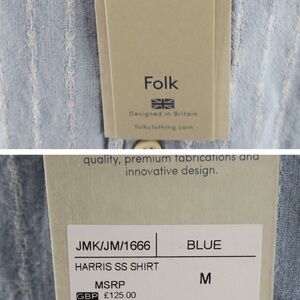 Folk
Designed in Britain
folkclothing.com
quality, premium fabrications and
innovative design.
JMK/JM/1666 BLUE
HARRIS SS SHIRT
MSRP M
GBP £125.00